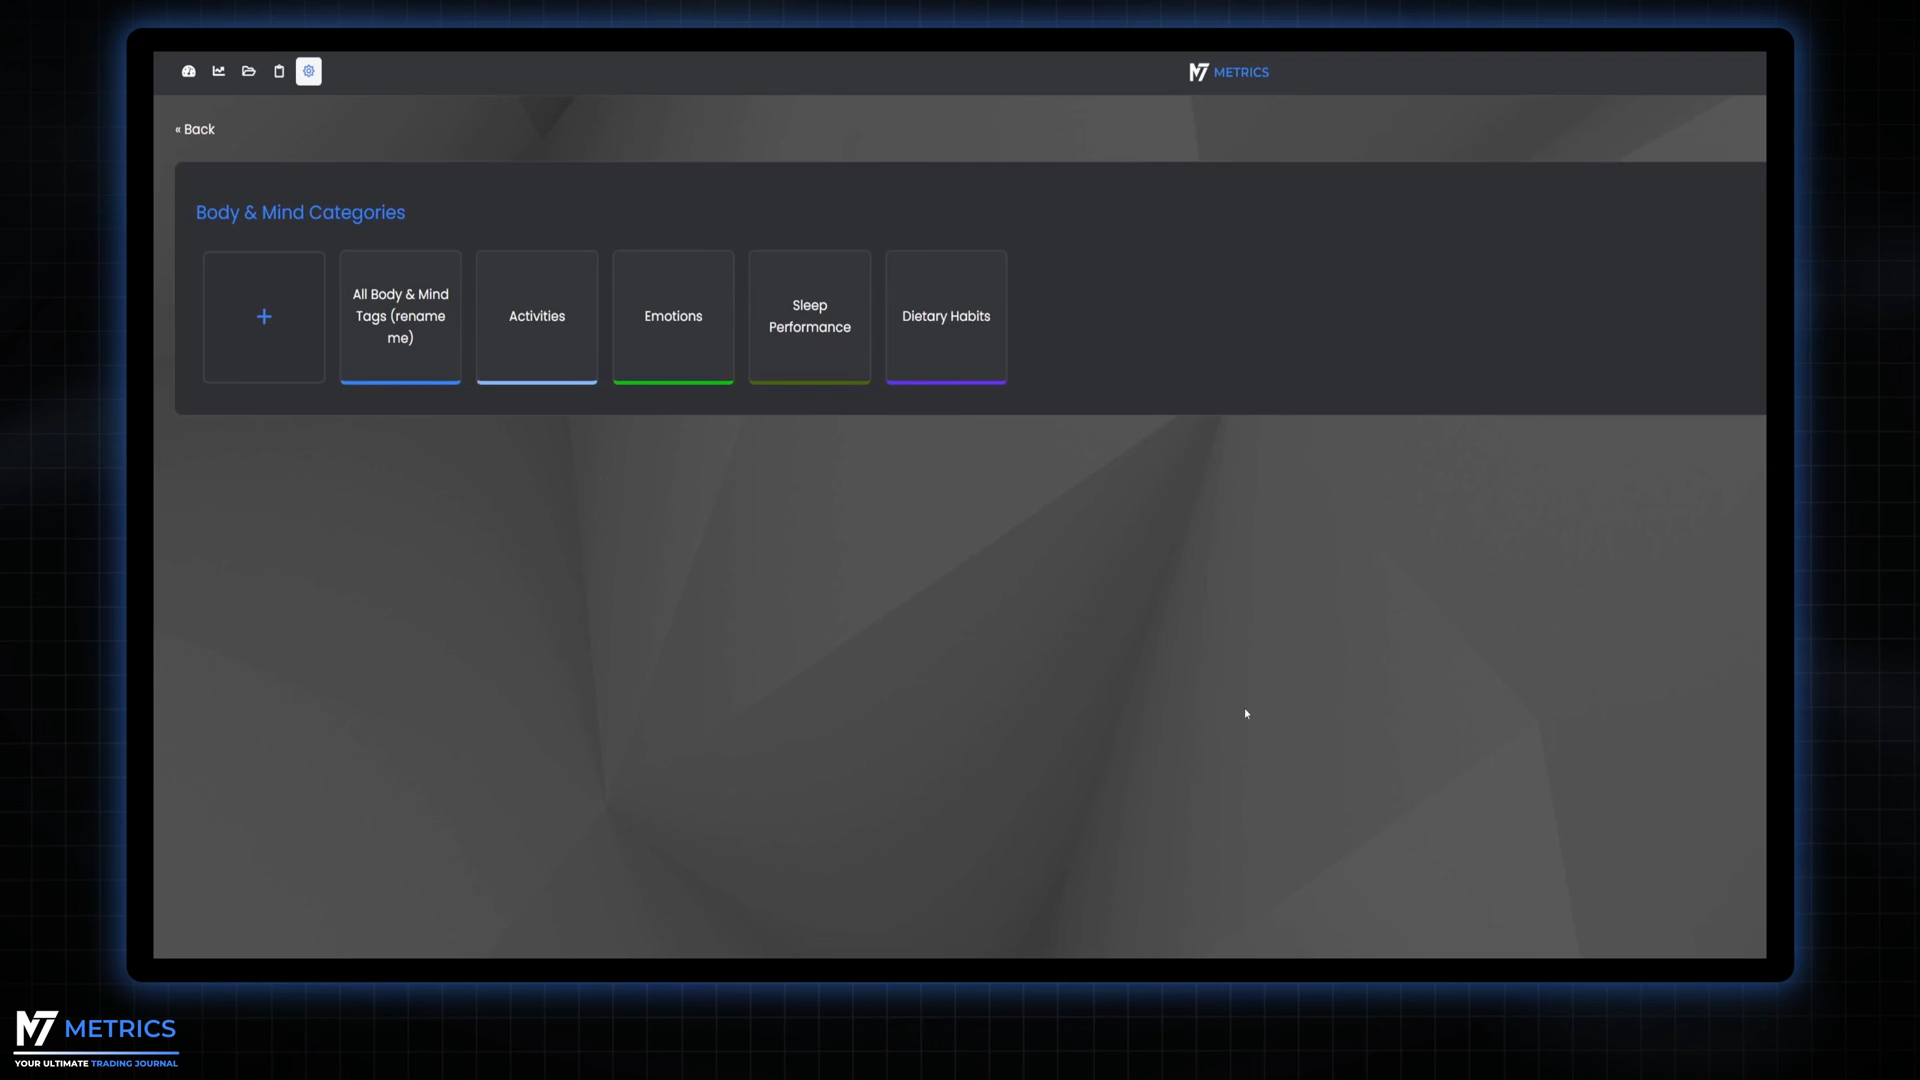 METRICS
« Back
Body & Mind Categories
+
All Body & Mind
Tags (rename
me)
Activities
Emotions
Sleep
Performance
Dietary Habits
METRICS
YOUR ULTIMATE TRADING JOURNAL